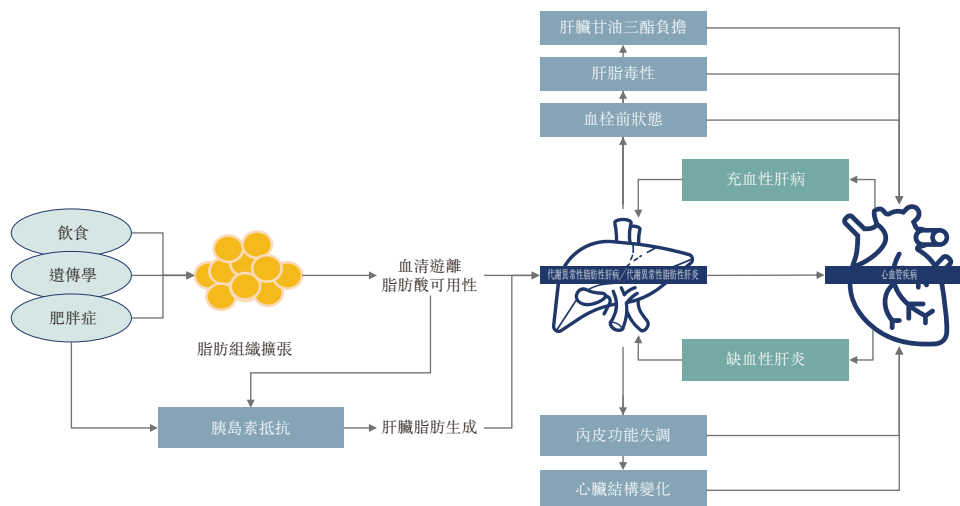 肝臟甘油三酯負擔
肝脂毒性
血栓前狀態
充血性肝病
飲食
遺傳學
肥胖症
血清遊離
脂肪酸可用性
代謝異常性脂肪性肝病/代謝異常性脂肪性肝炎
心血管疾病
脂肪組織擴張
缺血性肝炎
胰島素抵抗
肝臟脂肪生成
內皮功能失調
心臟結構變化